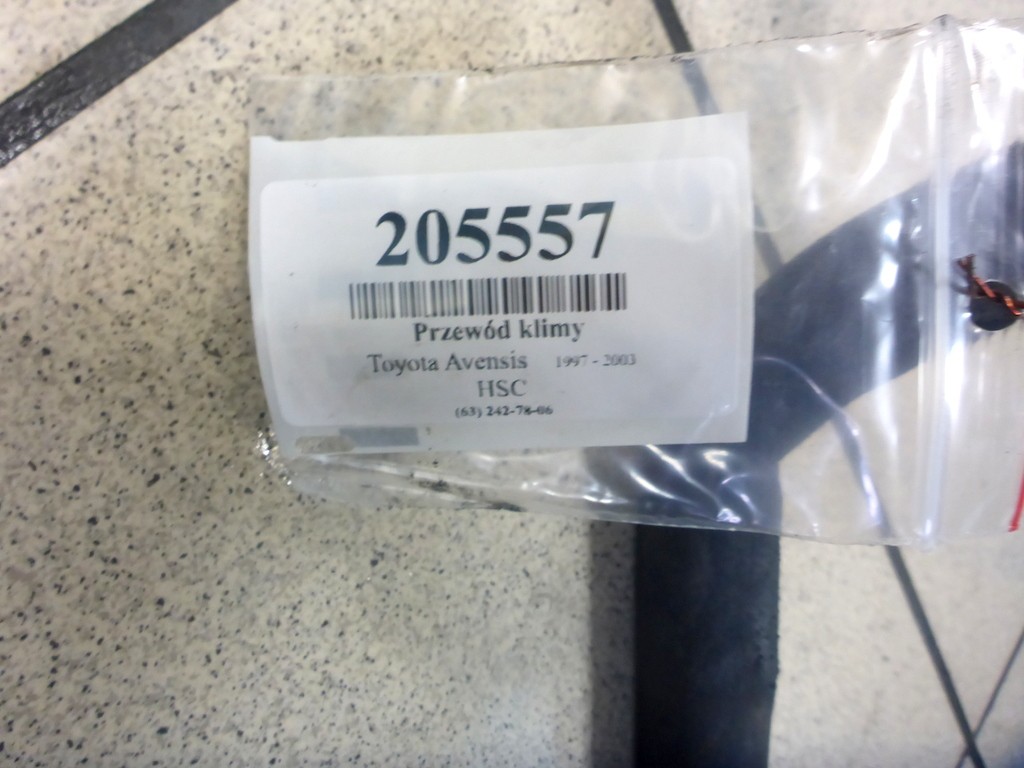 205557
Przewód klimy
Toyota Avensis 1997 - 2003
HSC
(63) 242-78-06